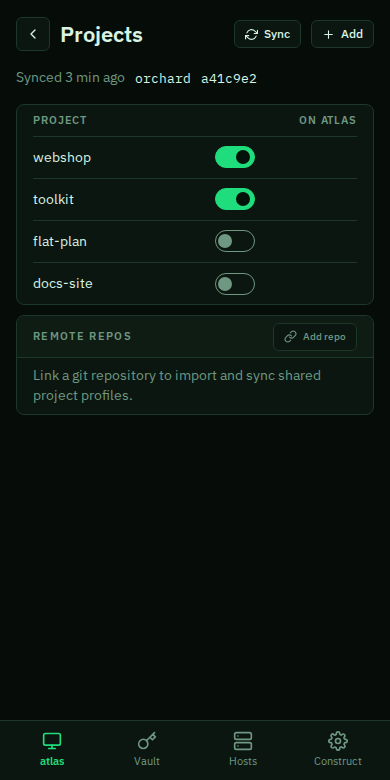 Projects
Sync
Add
Synced 3 min ago orchard a41c9e2
PROJECT ON ATLAS
webshop
toolkit
flat-plan
docs-site
REMOTE REPOS Add repo
Link a git repository to import and sync shared
project profiles.
atlas Vault Hosts Construct